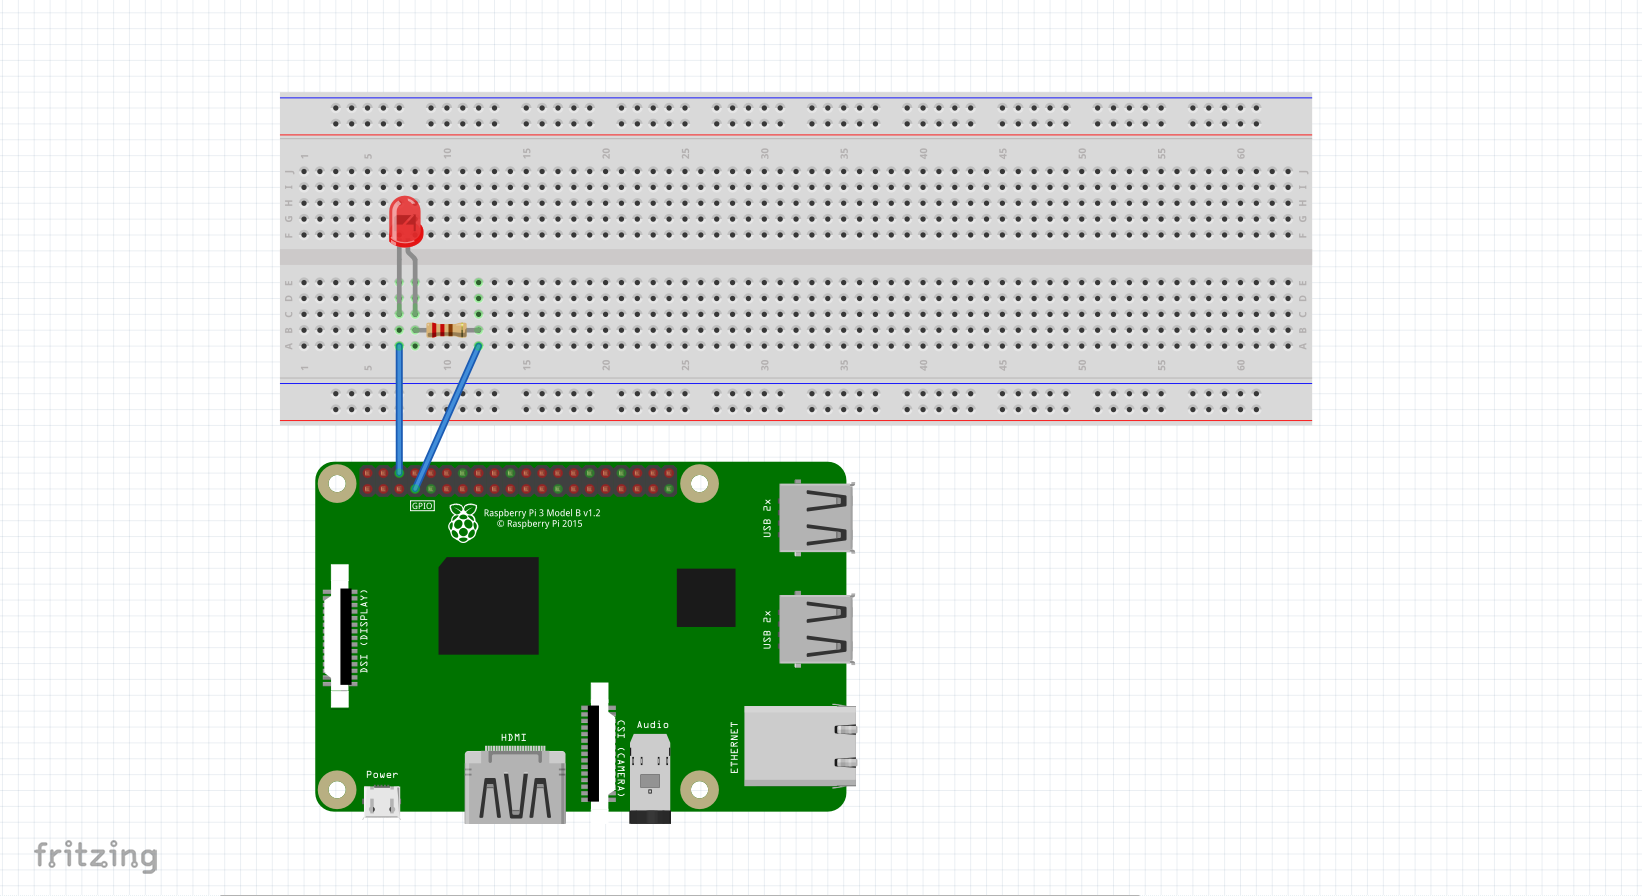 1 5 10 15 20 25 30 35 40 45 50 55 60
J J
I I
H H
G G
F F
E E
D D
C C
B B
A A
1 5 10 15 20 25 30 35 40 45 50 55 60
GPIO
Raspberry Pi 3 Model B v1.2
© Raspberry Pi 2015
USB 2x
DSI (DISPLAY)
USB 2x
HDMI
CSI (CAMERA)
Audio
ETHERNET
Power
fritzing